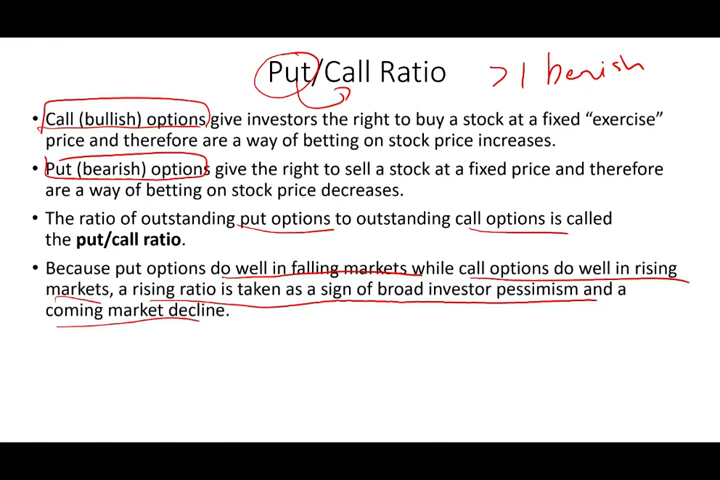 Put/Call Ratio >1 bearish
• Call (bullish) options give investors the right to buy a stock at a fixed “exercise”
price and therefore are a way of betting on stock price increases.
• Put (bearish) options give the right to sell a stock at a fixed price and therefore
are a way of betting on stock price decreases.
• The ratio of outstanding put options to outstanding call options is called
the put/call ratio.
• Because put options do well in falling markets while call options do well in rising
markets, a rising ratio is taken as a sign of broad investor pessimism and a
coming market decline.